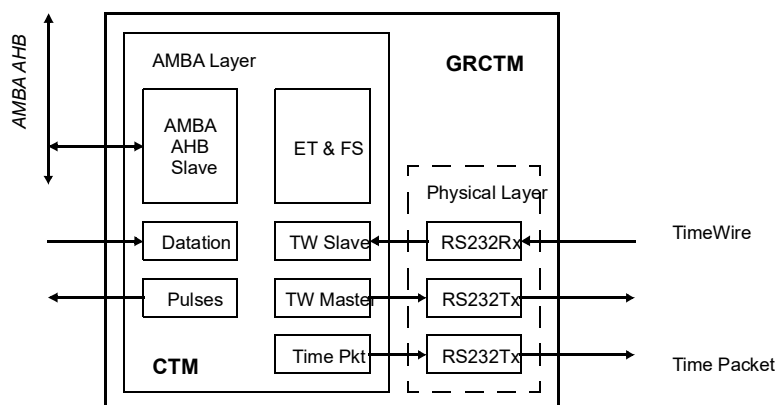 AMBA AHB
AMBA Layer
GRCTM
AMBA
AHB
Slave
ET & FS
Physical Layer
Datation
TW Slave
RS232Rx
TimeWire
Pulses
TW Master
RS232Tx
CTM
Time Pkt
RS232Tx
Time Packet